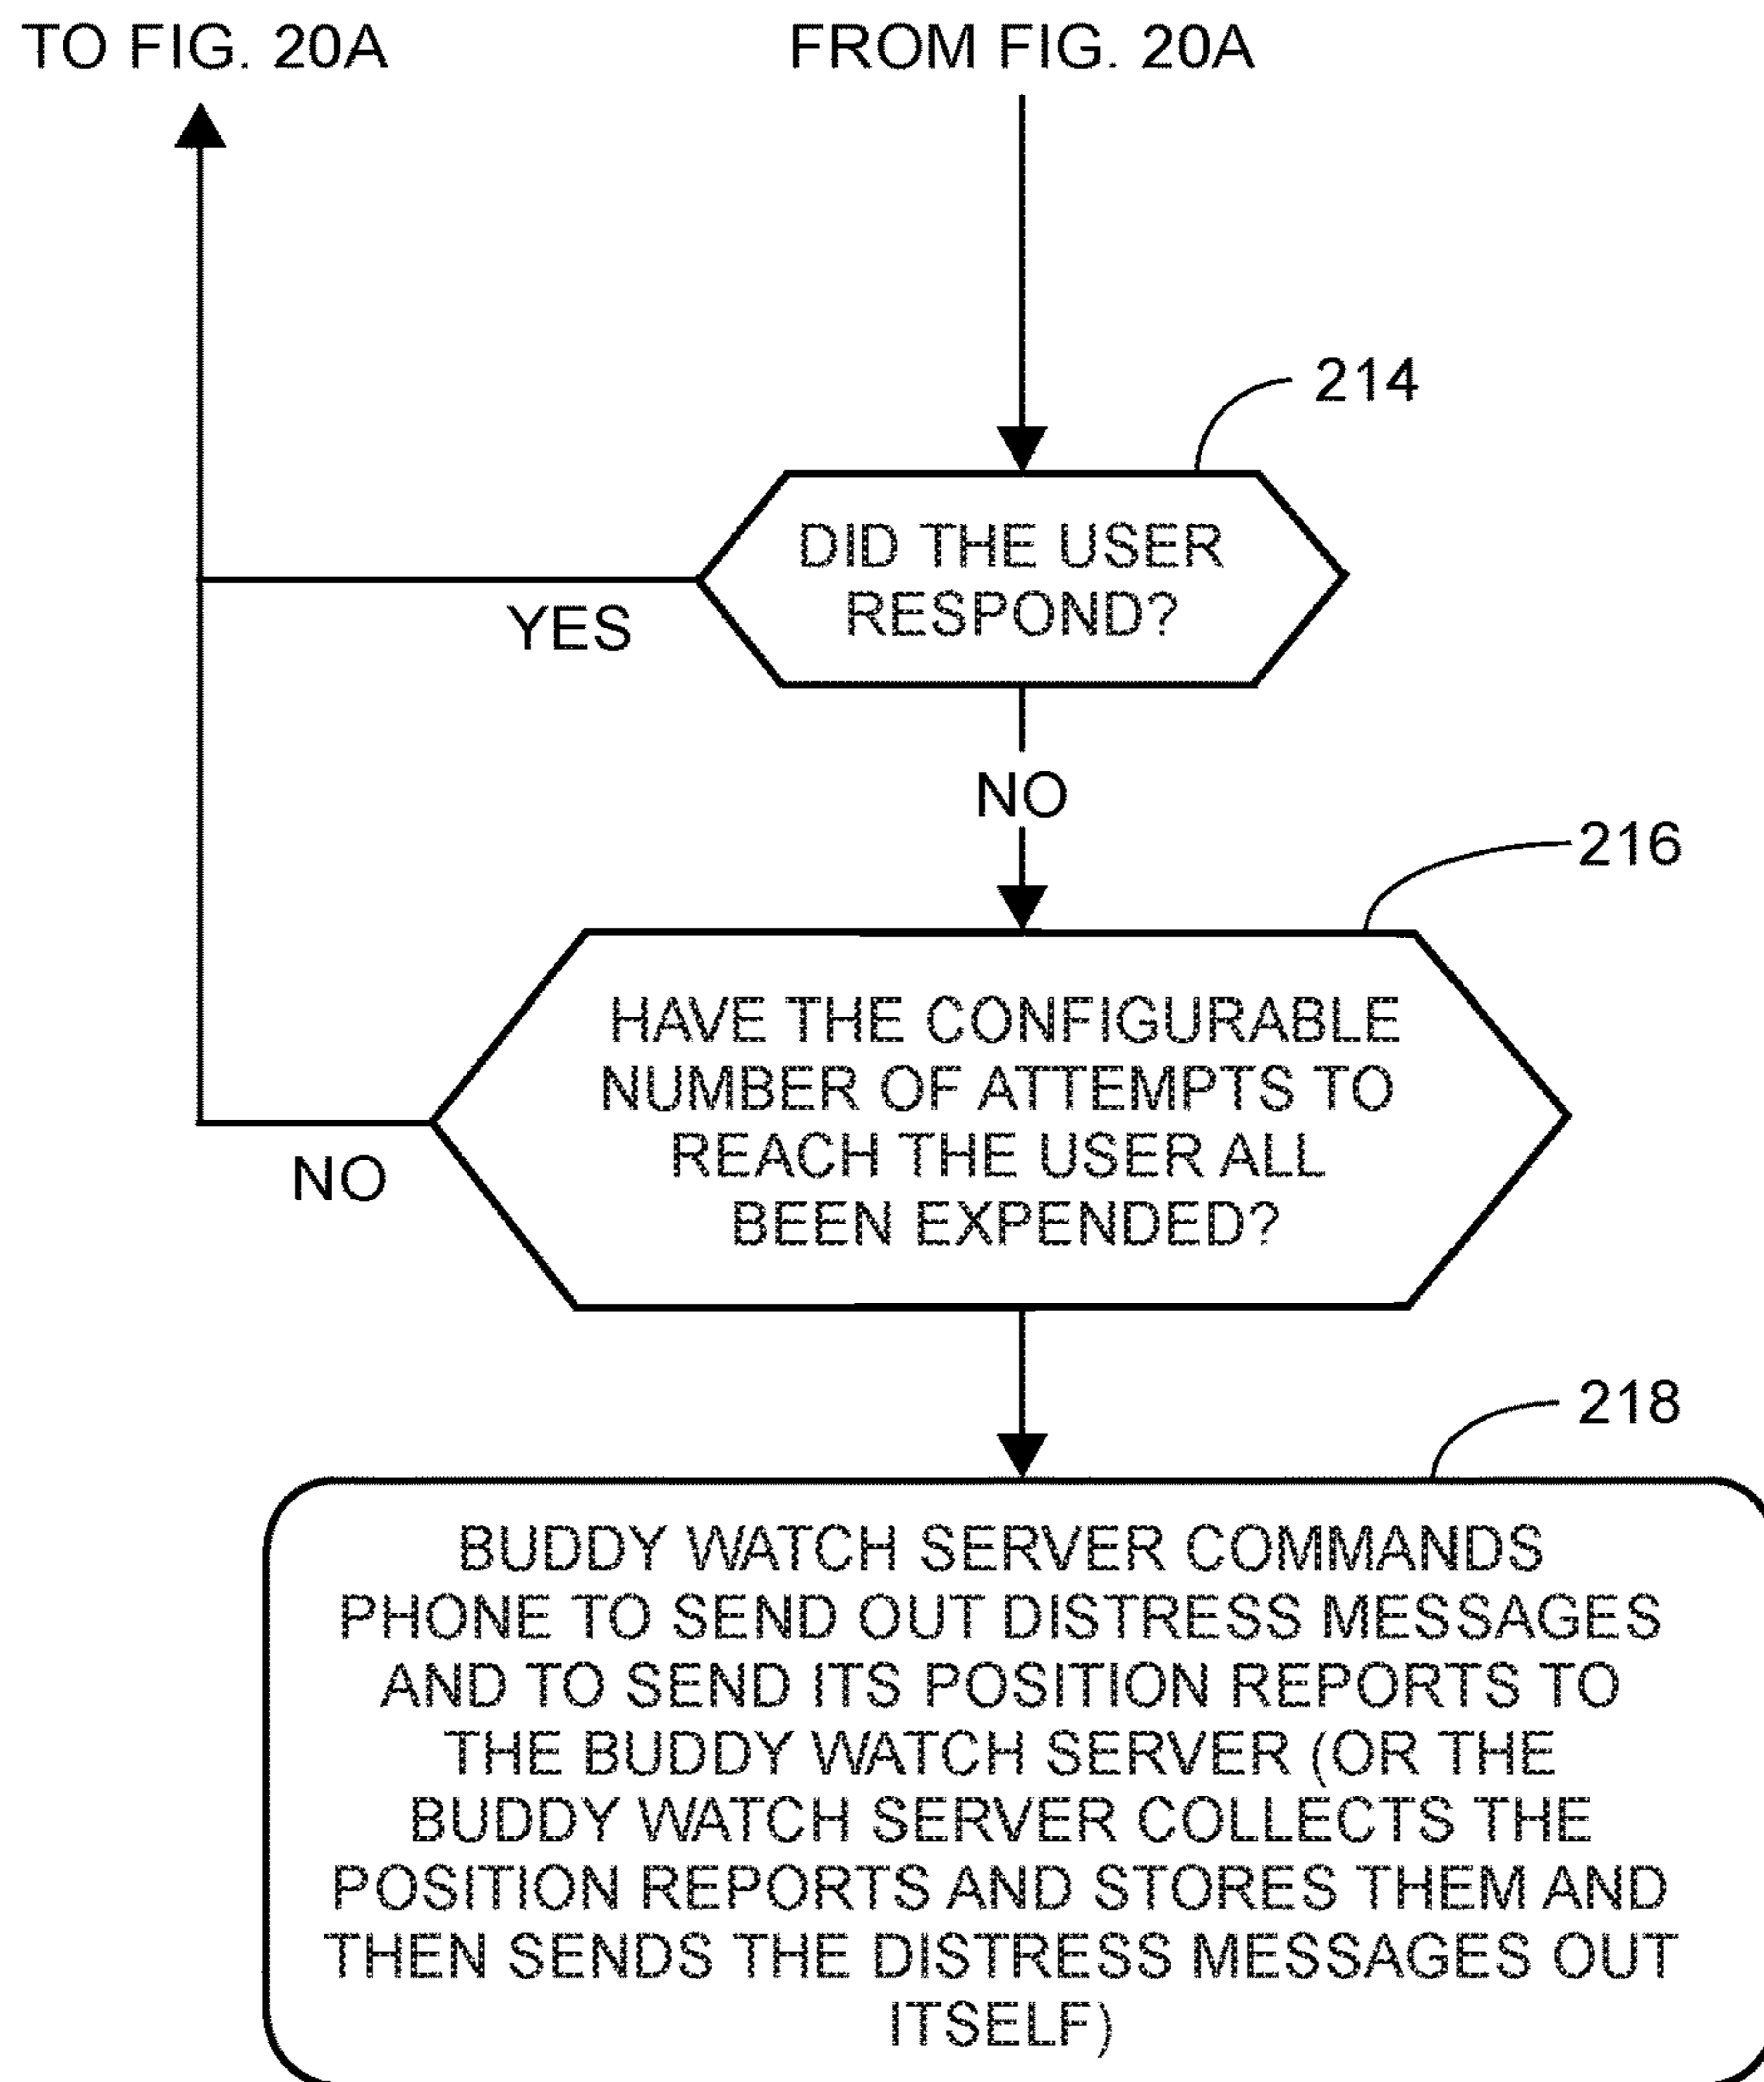 TO FIG. 20A
FROM FIG. 20A
214
DID THE USER
RESPOND?
YES
NO
216
HAVE THE CONFIGURABLE
NUMBER OF ATTEMPTS TO
REACH THE USER ALL
BEEN EXPENDED?
NO
218
BUDDY WATCH SERVER COMMANDS
PHONE TO SEND OUT DISTRESS MESSAGES
AND TO SEND ITS POSITION REPORTS TO
THE BUDDY WATCH SERVER (OR THE
BUDDY WATCH SERVER COLLECTS THE
POSITION REPORTS AND STORES THEM AND
THEN SENDS THE DISTRESS MESSAGES OUT
ITSELF)